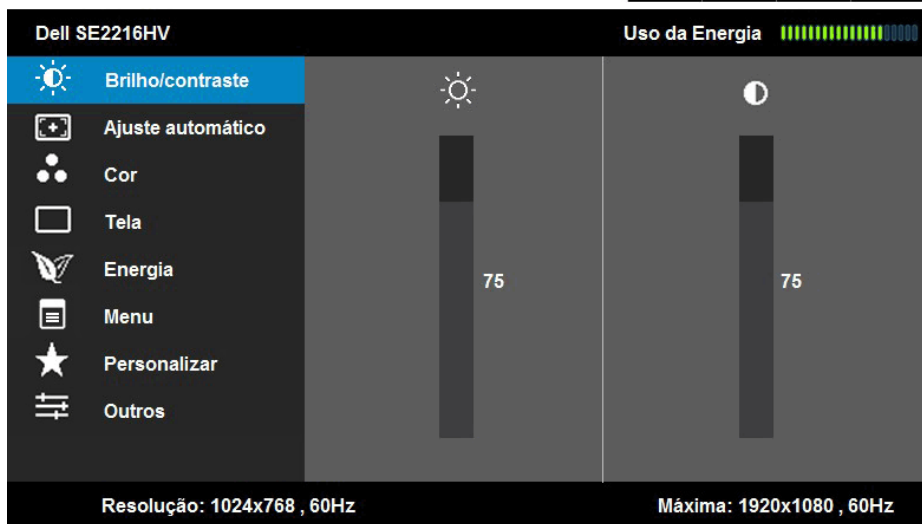 Dell SE2216HV Uso da Energia
Brilho/contraste
Ajuste automático
Cor
Tela
Energia
75 75
Menu
Personalizar
Outros
Resolução: 1024x768 , 60Hz Máxima: 1920x1080 , 60Hz